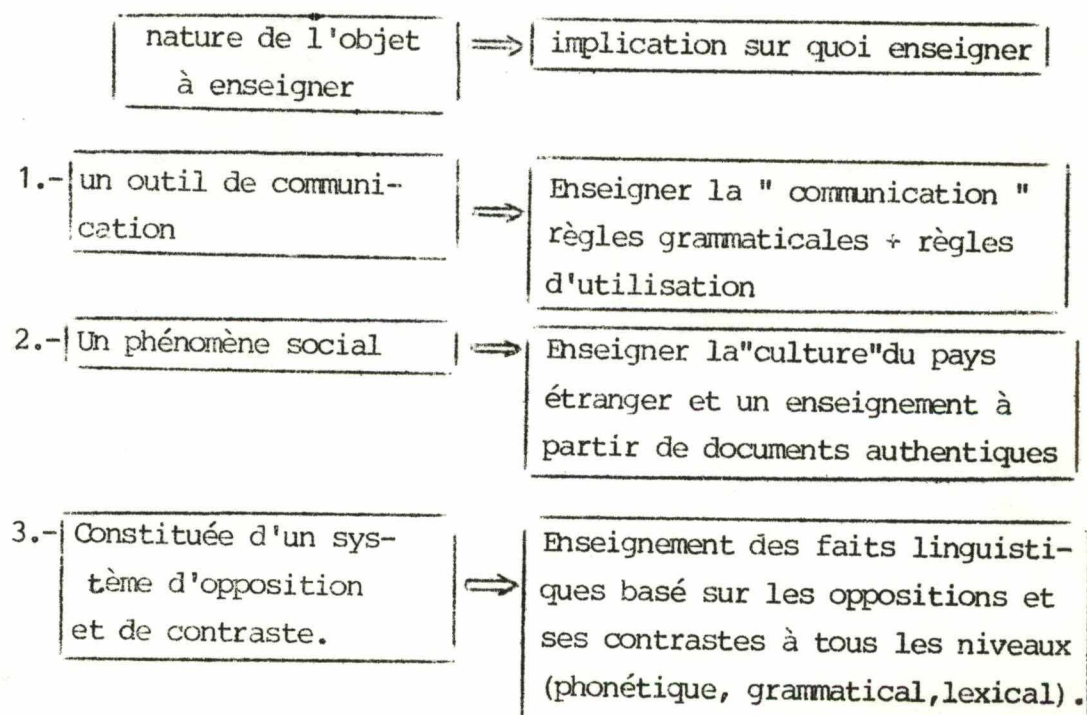 nature de l'objet
à enseigner
implication sur quoi enseigner
1.- un outil de communi-
cation
Enseigner la " communication "
règles grammaticales + règles
d'utilisation
2.- Un phénomène social
Enseigner la"culture"du pays
étranger et un enseignement à
partir de documents authentiques
3.- Constituée d'un sys-
tème d'opposition
et de contraste.
Enseignement des faits linguisti-
ques basé sur les oppositions et
ses contrastes à tous les niveaux
(phonétique, grammatical,lexical).